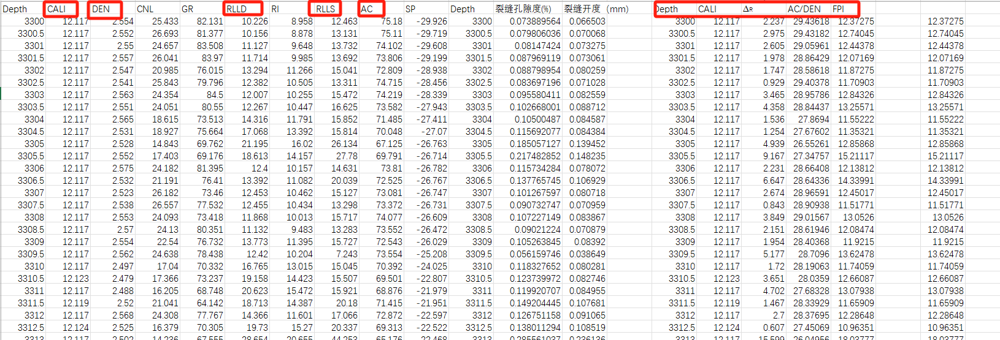 Depth CALI DEN CNL GR RLLD RI RLLS AC SP Depth 裂缝孔隙度(%) 裂缝开度（mm） Depth CALI ΔR AC/DEN FPI
3300 12.117 2.554 25.433 82.131 10.226 8.958 12.463 75.18 -29.926 3300 0.073889564 0.066503 3300 12.117 2.237 29.43618 12.37275 12.37275
3300.5 12.117 2.552 26.693 81.377 10.156 8.878 13.131 75.11 -29.719 3300.5 0.079806036 0.070068 3300.5 12.117 2.975 29.43182 12.74045 12.74045
3301 12.117 2.55 24.657 83.508 11.127 9.648 13.732 74.102 -29.608 3301 0.08147424 0.073275 3301 12.117 2.605 29.05961 12.44378 12.44378
3301.5 12.117 2.557 26.041 83.97 11.714 9.985 13.692 73.806 -29.199 3301.5 0.087969119 0.073061 3301.5 12.117 1.978 28.86429 12.07169 12.07169
3302 12.117 2.547 20.985 76.015 13.294 11.266 15.041 72.809 -28.938 3302 0.088798954 0.080259 3302 12.117 1.747 28.58618 11.87275 11.87275
3302.5 12.117 2.541 25.843 79.796 12.382 10.505 13.311 74.715 -28.456 3302.5 0.083697196 0.071028 3302.5 12.117 0.929 29.40378 11.70903 11.70903
3303 12.117 2.563 24.354 84.5 12.007 10.255 15.472 74.219 -28.339 3303 0.095580411 0.082559 3303 12.117 3.465 28.95786 12.84326 12.84326
3303.5 12.117 2.551 24.051 80.55 12.267 10.447 16.625 73.582 -27.943 3303.5 0.102668001 0.088712 3303.5 12.117 4.358 28.84437 13.25571 13.25571
3304 12.117 2.565 18.615 73.513 14.316 11.791 15.852 71.485 -27.411 3304 0.10500487 0.084587 3304 12.117 1.536 27.8694 11.55222 11.55222
3304.5 12.117 2.531 18.927 75.664 17.068 13.392 15.814 70.048 -27.07 3304.5 0.115692077 0.084384 3304.5 12.117 1.254 27.67602 11.35321 11.35321
3305 12.117 2.528 14.843 69.762 21.195 16.02 26.134 67.125 -26.763 3305 0.185057127 0.139452 3305 12.117 4.939 26.55261 12.85868 12.85868
3305.5 12.117 2.552 17.403 69.176 18.613 14.157 27.78 69.791 -26.714 3305.5 0.217482852 0.148235 3305.5 12.117 9.167 27.34757 15.21117 15.21117
3306 12.117 2.575 24.182 81.395 12.4 10.157 14.631 73.81 -26.782 3306 0.115734284 0.078072 3306 12.117 2.231 28.66408 12.13812 12.13812
3306.5 12.117 2.532 21.191 76.41 13.392 11.082 20.039 72.525 -26.767 3306.5 0.137765745 0.106929 3306.5 12.117 6.647 28.64336 14.33991 14.33991
3307 12.117 2.523 26.182 73.46 12.453 10.462 15.127 73.081 -26.747 3307 0.101267597 0.080718 3307 12.117 2.674 28.96591 12.45017 12.45017
3307.5 12.117 2.538 26.557 77.532 12.455 10.434 13.298 73.372 -26.731 3307.5 0.090732747 0.070959 3307.5 12.117 0.843 28.90938 11.51771 11.51771
3308 12.117 2.553 24.093 73.418 11.868 10.013 15.717 74.077 -26.609 3308 0.107227149 0.083867 3308 12.117 3.849 29.01567 13.0526 13.0526
3308.5 12.117 2.57 24.13 80.351 11.132 9.483 13.283 73.552 -26.472 3308.5 0.09021224 0.070879 3308.5 12.117 2.151 28.61946 12.08474 12.08474
3309 12.117 2.554 22.54 76.732 13.773 11.395 15.727 72.543 -26.029 3309 0.105263845 0.08392 3309 12.117 1.954 28.40368 11.9215 11.9215
3309.5 12.117 2.562 24.638 78.438 12.42 10.204 7.243 73.554 -25.208 3309.5 0.056159746 0.038649 3309.5 12.117 5.177 28.7096 13.62478 13.62478
3310 12.117 2.497 17.04 70.332 16.765 13.015 15.045 70.392 -24.025 3310 0.118327652 0.080281 3310 12.117 1.72 28.19063 11.74059 11.74059
3310.5 12.123 2.479 17.366 73.237 19.158 14.423 15.507 69.501 -22.807 3310.5 0.123739972 0.082746 3310.5 12.123 3.651 28.0359 12.66087 12.66087
3311 12.117 2.488 16.205 68.748 20.623 15.472 15.921 68.876 -21.979 3311 0.119920707 0.084955 3311 12.117 4.702 27.68328 13.07938 13.07938
3311.5 12.119 2.52 21.041 64.142 18.713 14.387 20.18 71.415 -21.951 3311.5 0.149204445 0.107681 3311.5 12.119 1.467 28.33929 11.65909 11.65909
3312 12.117 2.568 24.308 77.767 14.366 11.601 17.066 72.872 -22.597 3312 0.126751158 0.091065 3312 12.117 2.7 28.37695 12.28648 12.28648
3312.5 12.124 2.525 16.379 70.305 19.73 15.27 20.337 69.313 -22.522 3312.5 0.138011294 0.108519 3312.5 12.124 0.607 27.45069 10.96351 10.96351